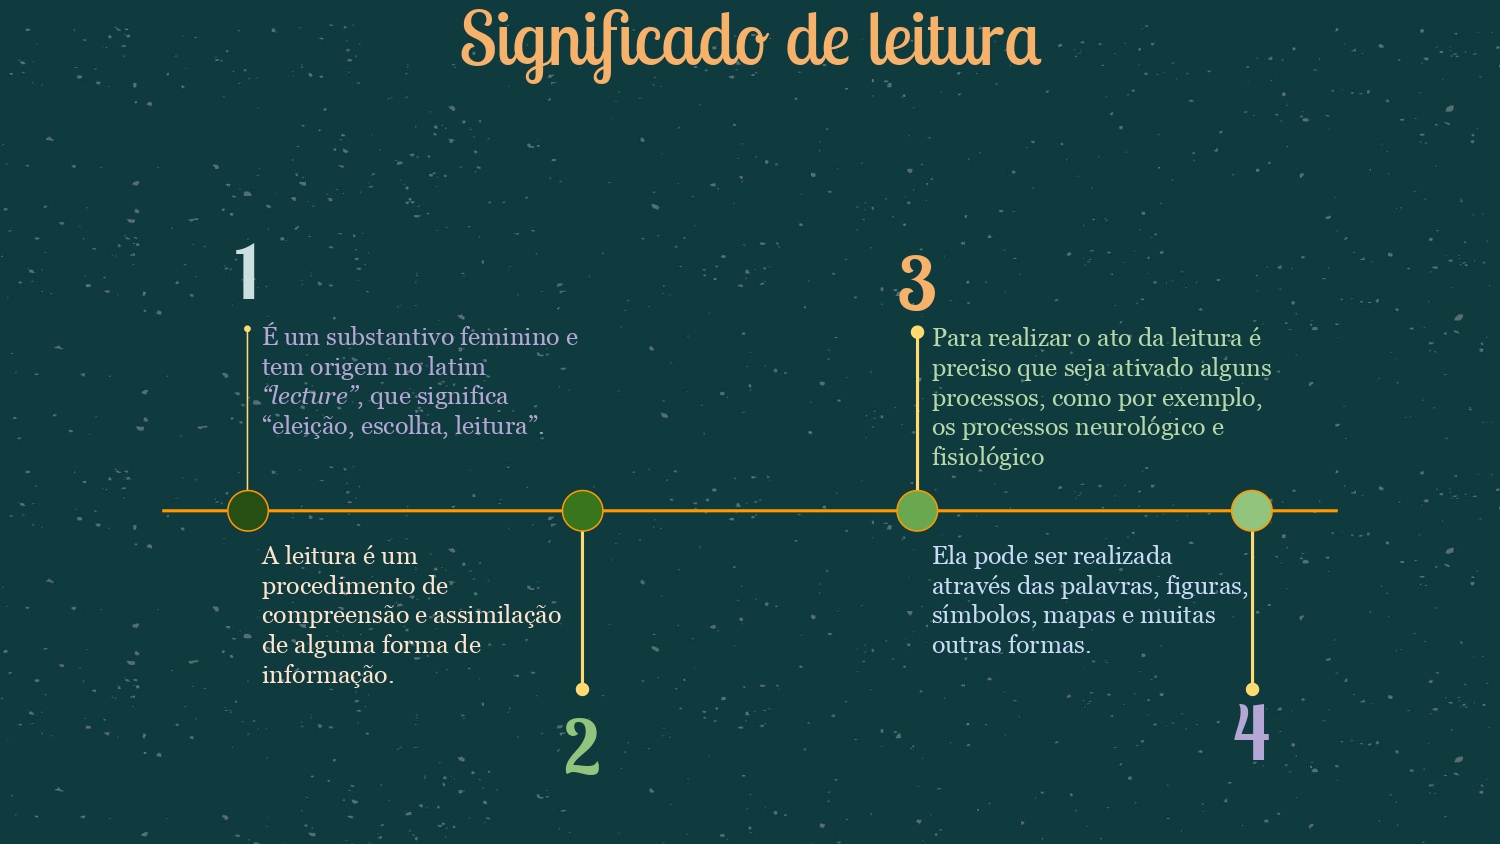 Significado de leitura
1
É um substantivo feminino e
tem origem no latim
“lecture”, que significa
“eleição, escolha, leitura”.
A leitura é um
procedimento de
compreensão e assimilação
de alguma forma de
informação.
2
3
Para realizar o ato da leitura é
preciso que seja ativado alguns
processos, como por exemplo,
os processos neurológico e
fisiológico
Ela pode ser realizada
através das palavras, figuras,
símbolos, mapas e muitas
outras formas.
4